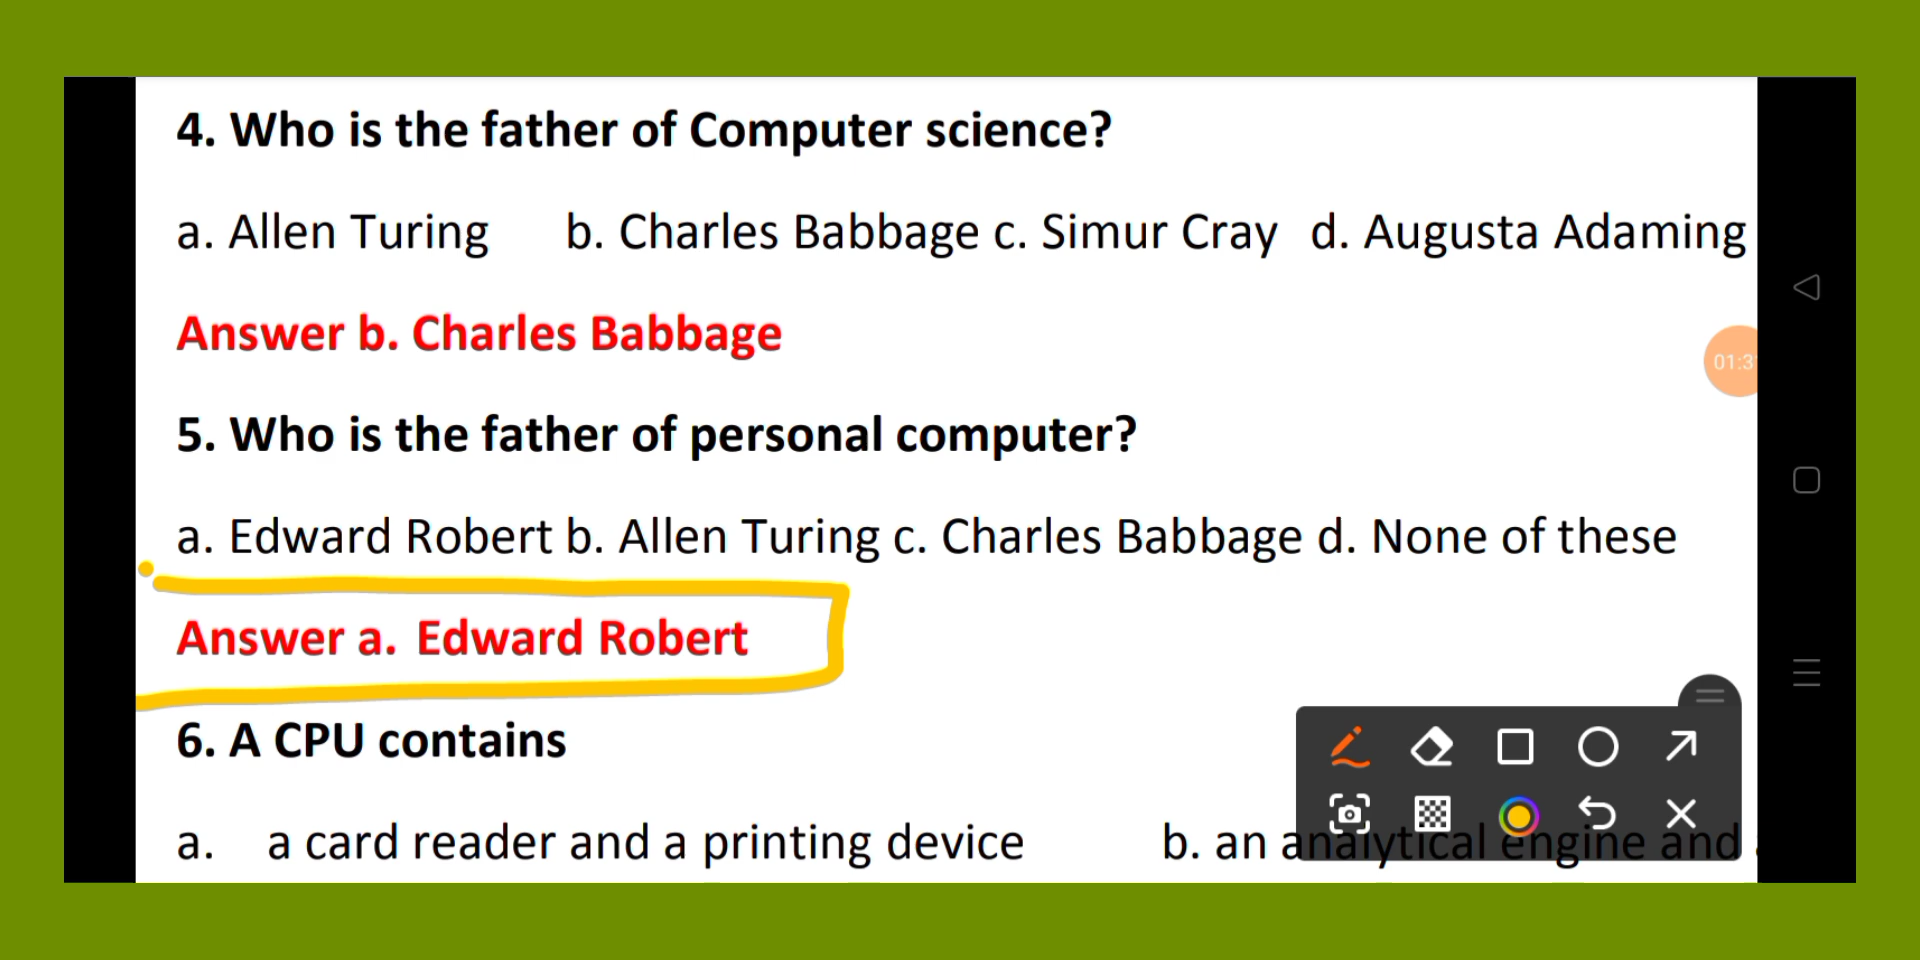 4. Who is the father of Computer science?
a. Allen Turing b. Charles Babbage c. Simur Cray d. Augusta Adaming
Answer b. Charles Babbage
01:3
5. Who is the father of personal computer?
a. Edward Robert b. Allen Turing c. Charles Babbage d. None of these
Answer a. Edward Robert
6. A CPU contains
a. a card reader and a printing device b. an analytical engine and